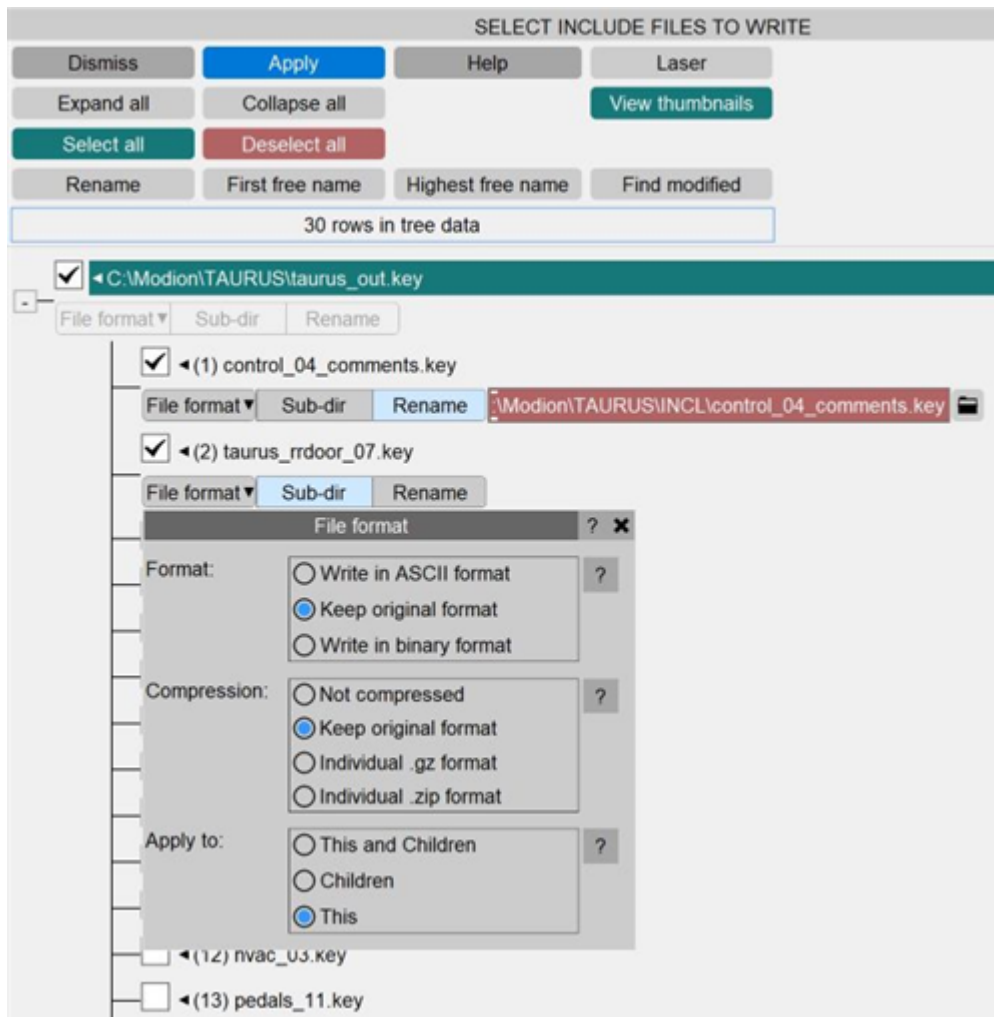 SELECT INCLUDE FILES TO WRITE
Dismiss Apply Help Laser
Expand all Collapse all View thumbnails
Select all Deselect all
Rename First free name Highest free name Find modified
30 rows in tree data
C:\Modion\TAURUS\taurus_out.key
File format Sub-dir Rename
(1) control_04_comments.key
File format Sub-dir Rename :\Modion\TAURUS\INCL\control_04_comments.key
(2) taurus_rrdoor_07.key
File format Sub-dir Rename
File format ?
Format: Write in ASCII format ?
Keep original format
Write in binary format
Compression: Not compressed ?
Keep original format
Individual .gz format
Individual .zip format
Apply to: This and Children ?
Children
This
(12) hvac_03.key
(13) pedals_11.key